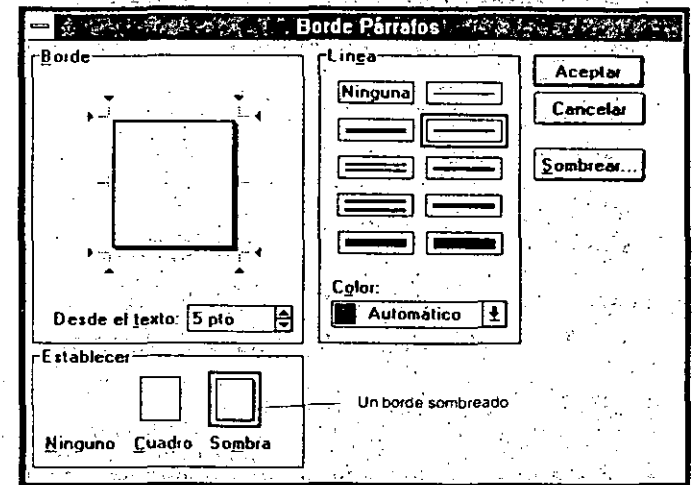 Borde Párrafos
Borde
Desde el texto: 5 pto
Línea
Ninguna
Color:
Automático
Aceptar
Cancelar
Sombrear...
Establecer
Ninguno Cuadro Sombra
Un borde sombreado